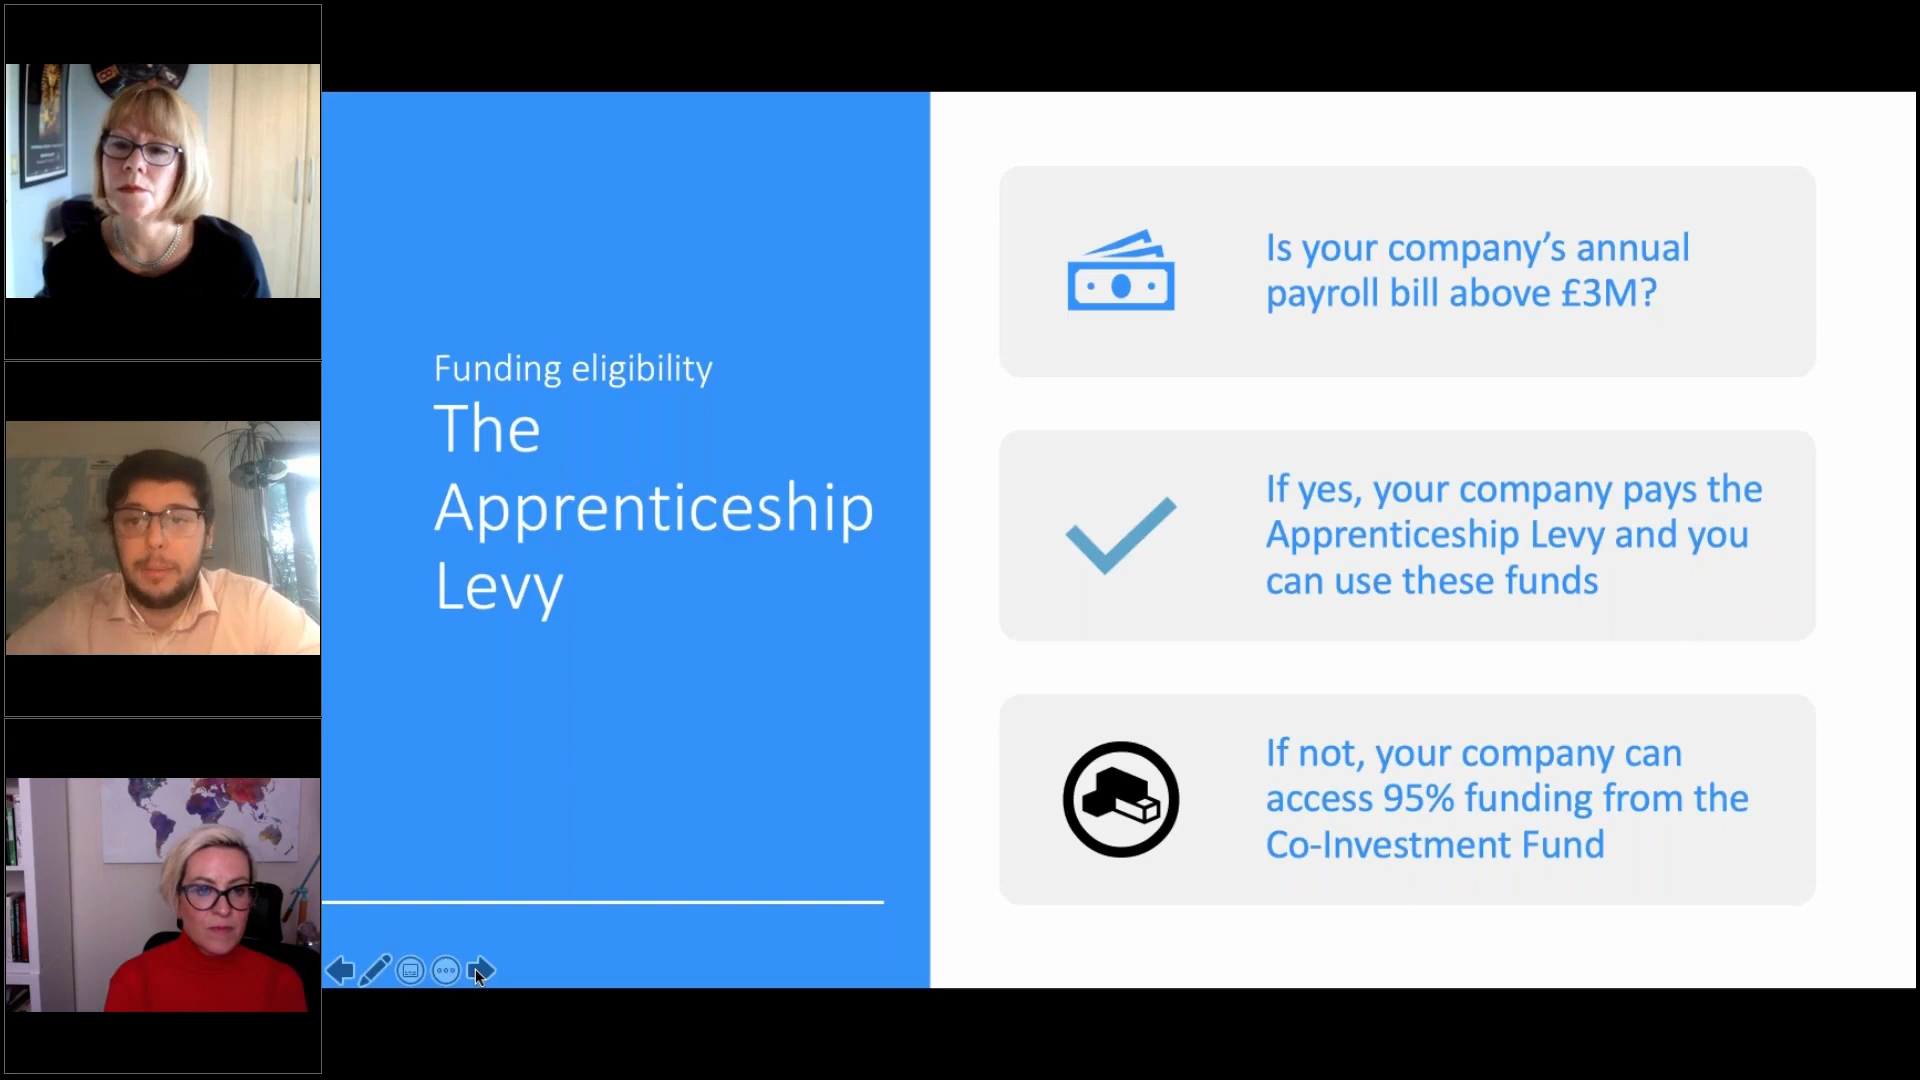 Funding eligibility
The
Apprenticeship
Levy
Is your company’s annual
payroll bill above £3M?
If yes, your company pays the
Apprenticeship Levy and you
can use these funds
If not, your company can
access 95% funding from the
Co-Investment Fund